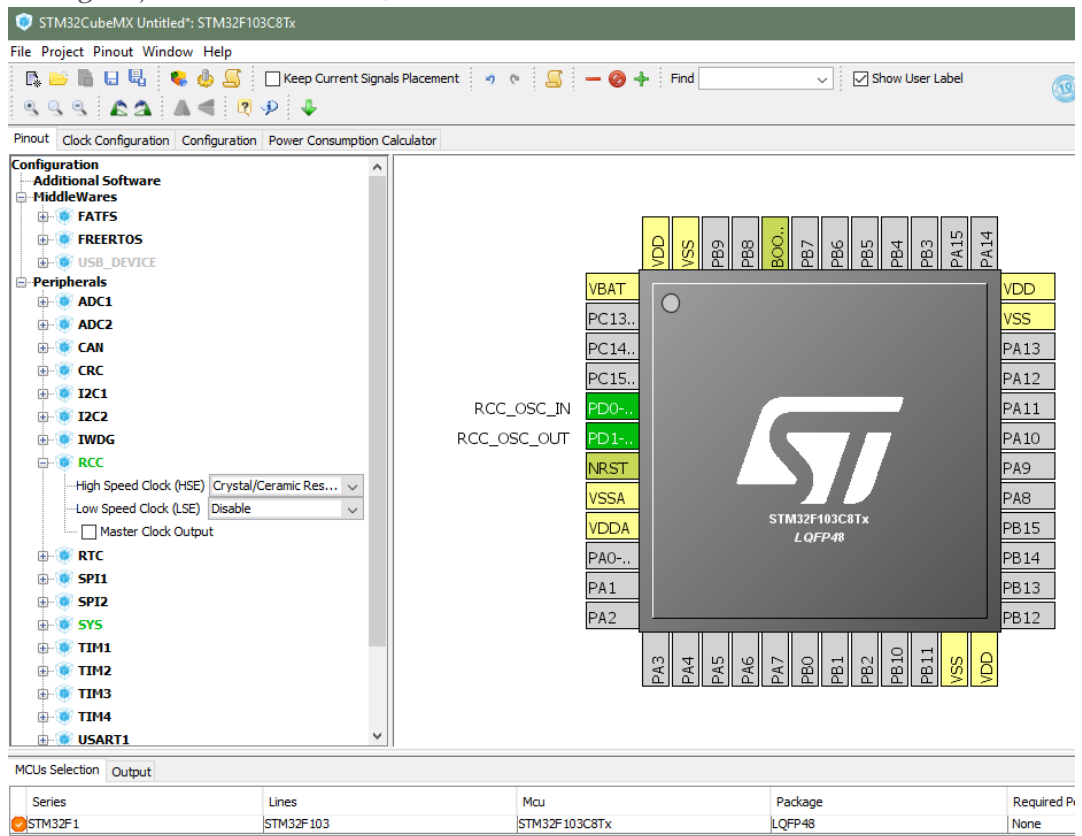 STM32CubeMX Untitled*: STM32F103C8Tx
File Project Pinout Window Help
Keep Current Signals Placement Find Show User Label
Pinout Clock Configuration Configuration Power Consumption Calculator
Configuration
Additional Software
MiddleWares
FATFS
FREERTOS
USB_DEVICE
Peripherals
ADC1
ADC2
CAN
CRC
I2C1
I2C2
IWDG
RCC
High Speed Clock (HSE) Crystal/Ceramic Res...
Low Speed Clock (LSE) Disable
Master Clock Output
RTC
SPI1
SPI2
SYS
TIM1
TIM2
TIM3
TIM4
USART1
VDD VSS PB9 PB8 BOO.. PB7 PB6 PB5 PB4 PB3 PA15 PA14
VBAT VDD
PC13.. VSS
PC14.. PA13
PC15.. PA12
RCC_OSC_IN PD0-.. PA11
RCC_OSC_OUT PD1-.. PA10
NRST PA9
VSSA PA8
VDDA PB15
PA0-.. PB14
PA1 PB13
PA2 PB12
STM32F103C8Tx
LQFP48
PA3 PA4 PA5 PA6 PA7 PB0 PB1 PB2 PB10 PB11 VSS VDD
MCUs Selection Output
Series Lines Mcu Package Required
STM32F1 STM32F103 STM32F103C8Tx LQFP48 None